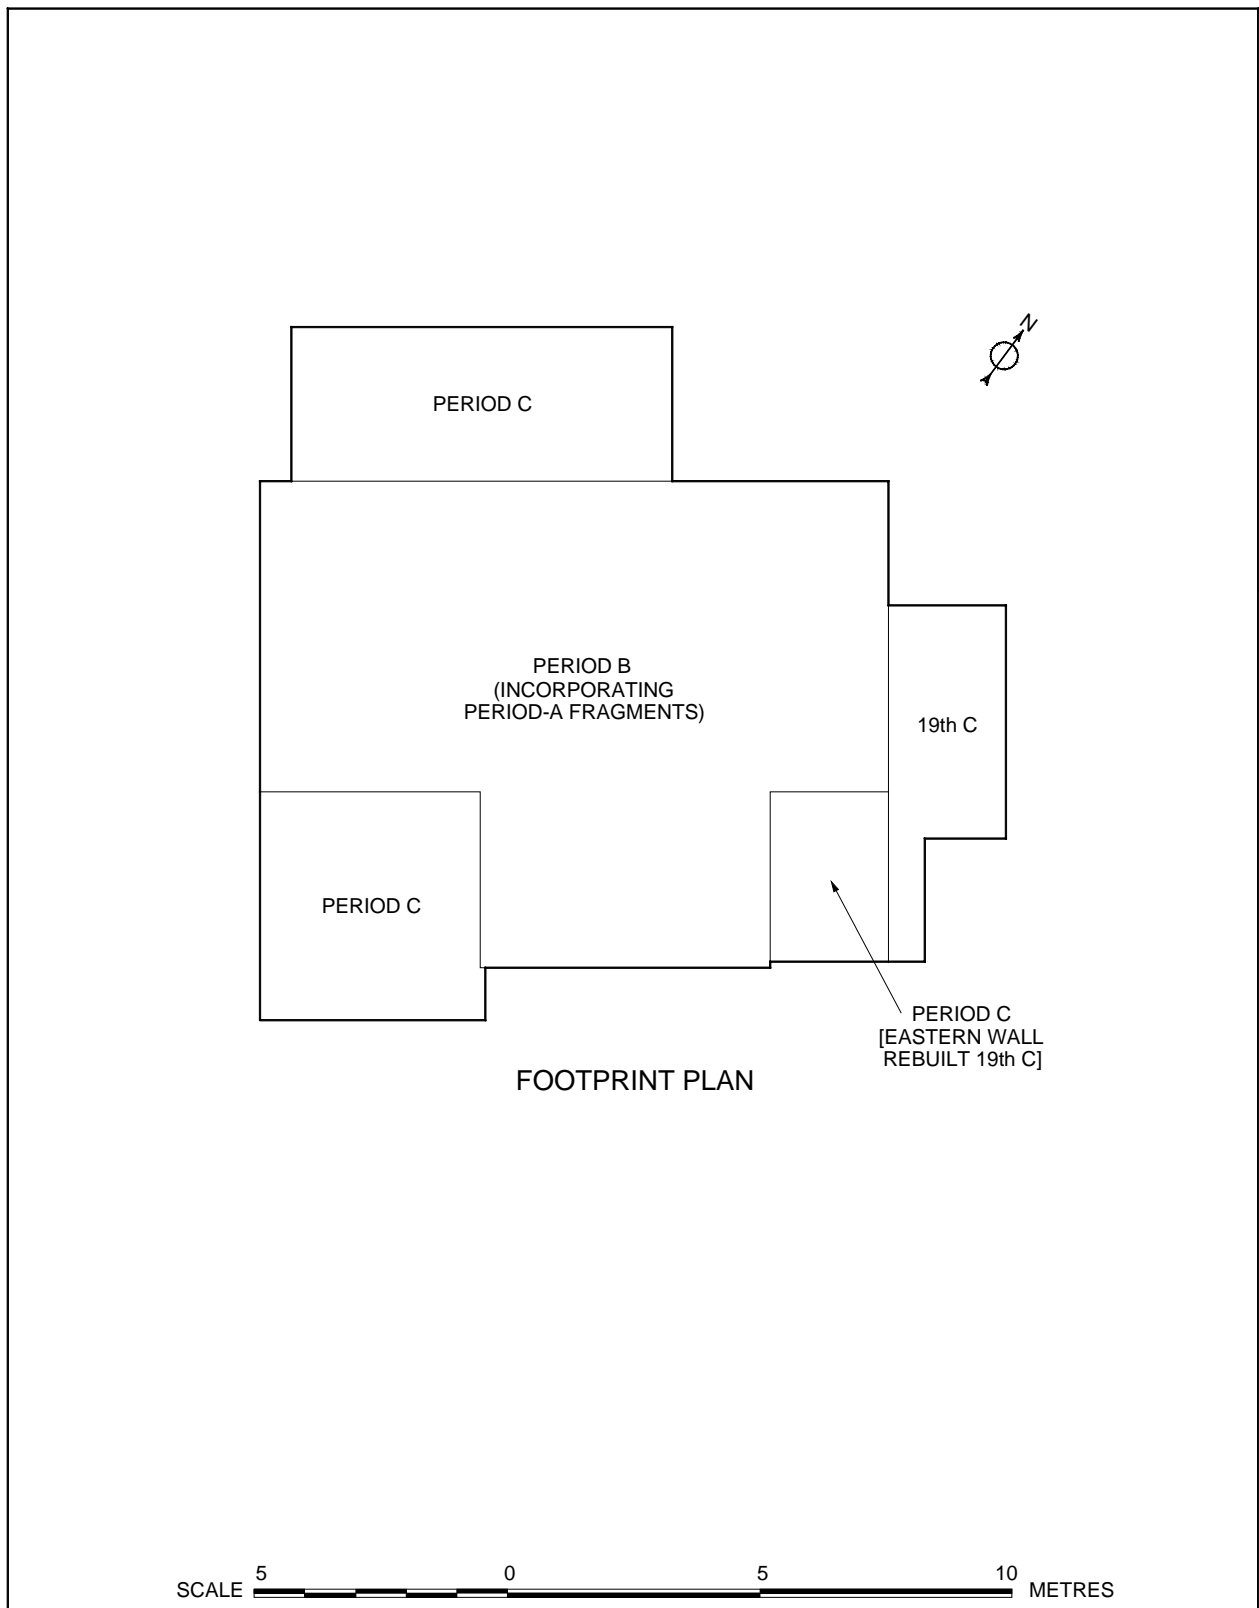 N
PERIOD C
PERIOD B
(INCORPORATING
PERIOD-A FRAGMENTS)
19th C
PERIOD C
PERIOD C
[EASTERN WALL
REBUILT 19th C]
FOOTPRINT PLAN
SCALE 5 0 5 10 METRES